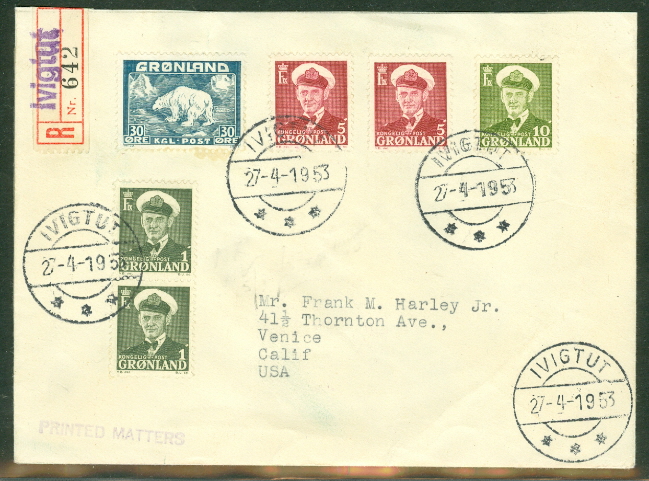 Ivigtut
R Nr. 642
GRØNLAND
30 30
ØRE KGL·POST ØRE
KONGELIG POST 5
GRØNLAND
KONGELIG POST 5
GRØNLAND
KONGELIG POST 10
GRØNLAND
IVIGTUT
27-4-1953
IVIGTUT
27-4-1953
KONGELIG POST 1
GRØNLAND
IVIGTUT
27-4-195
KONGELIG POST 1
GRØNLAND
Mr. Frank M. Harley Jr.
41½ Thornton Ave.,
Venice
Calif
USA
IVIGTUT
27-4-1953
PRINTED MATTERS